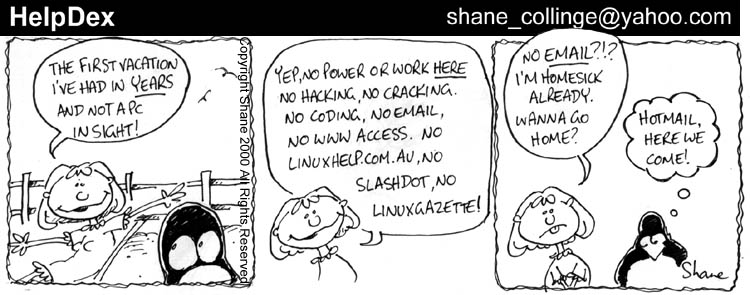 HelpDex
shane_collinge@yahoo.com
THE FIRST VACATION
I'VE HAD IN YEARS
AND NOT A PC
IN SIGHT!
Copyright Shane 2000 All Rights Reserved
YEP, NO POWER OR WORK HERE
NO HACKING, NO CRACKING.
NO CODING, NO EMAIL,
NO WWW ACCESS. NO
LINUXHELP.COM.AU, NO
SLASHDOT, NO
LINUXGAZETTE!
NO EMAIL?!?
I'M HOMESICK
ALREADY.
WANNA GO
HOME?
HOTMAIL,
HERE WE
COME!
Shane